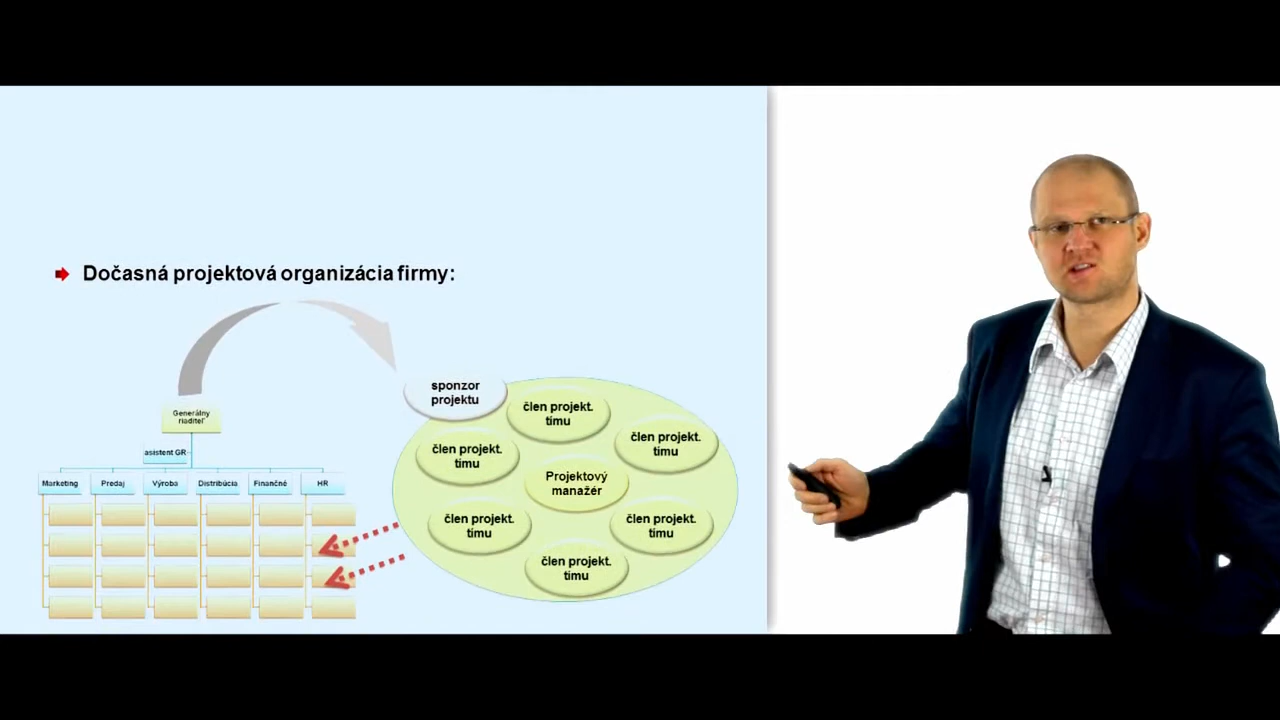 Dočasná projektová organizácia firmy:
Generálny
riaditeľ
asistent GR
Marketing
Predaj
Výroba
Distribúcia
Finančné
HR
sponzor
projektu
člen projekt.
tímu
člen projekt.
tímu
člen projekt.
tímu
Projektový
manažér
člen projekt.
tímu
člen projekt.
tímu
člen projekt.
tímu